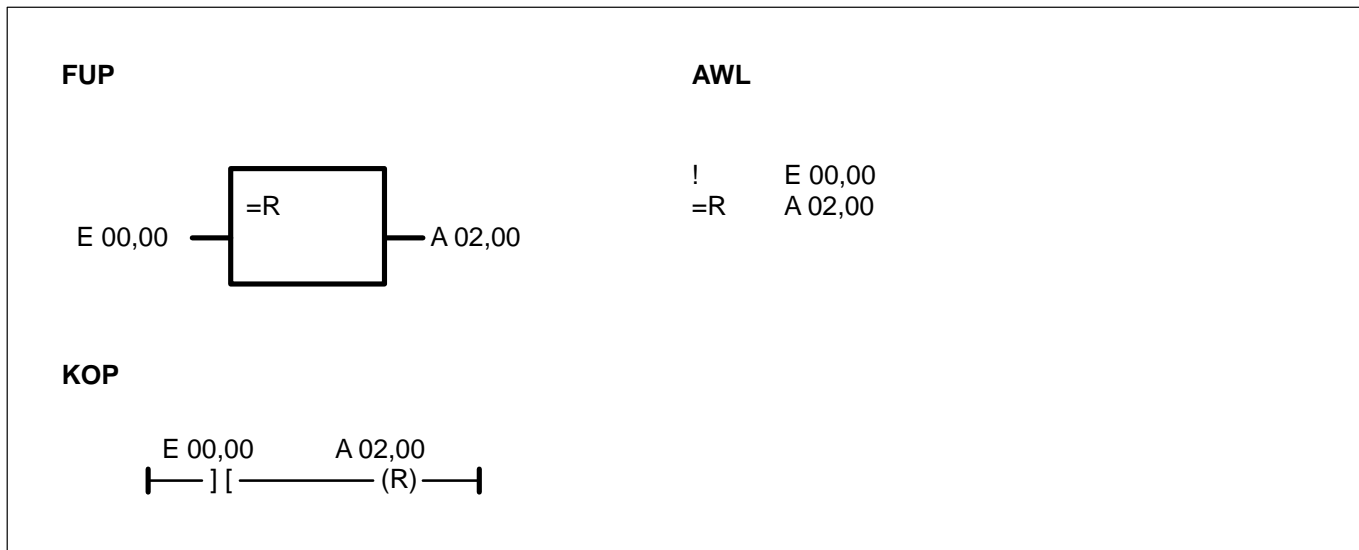 FUP
=R
E 00,00 A 02,00
KOP
E 00,00 A 02,00
] [ (R)
AWL
! E 00,00
=R A 02,00